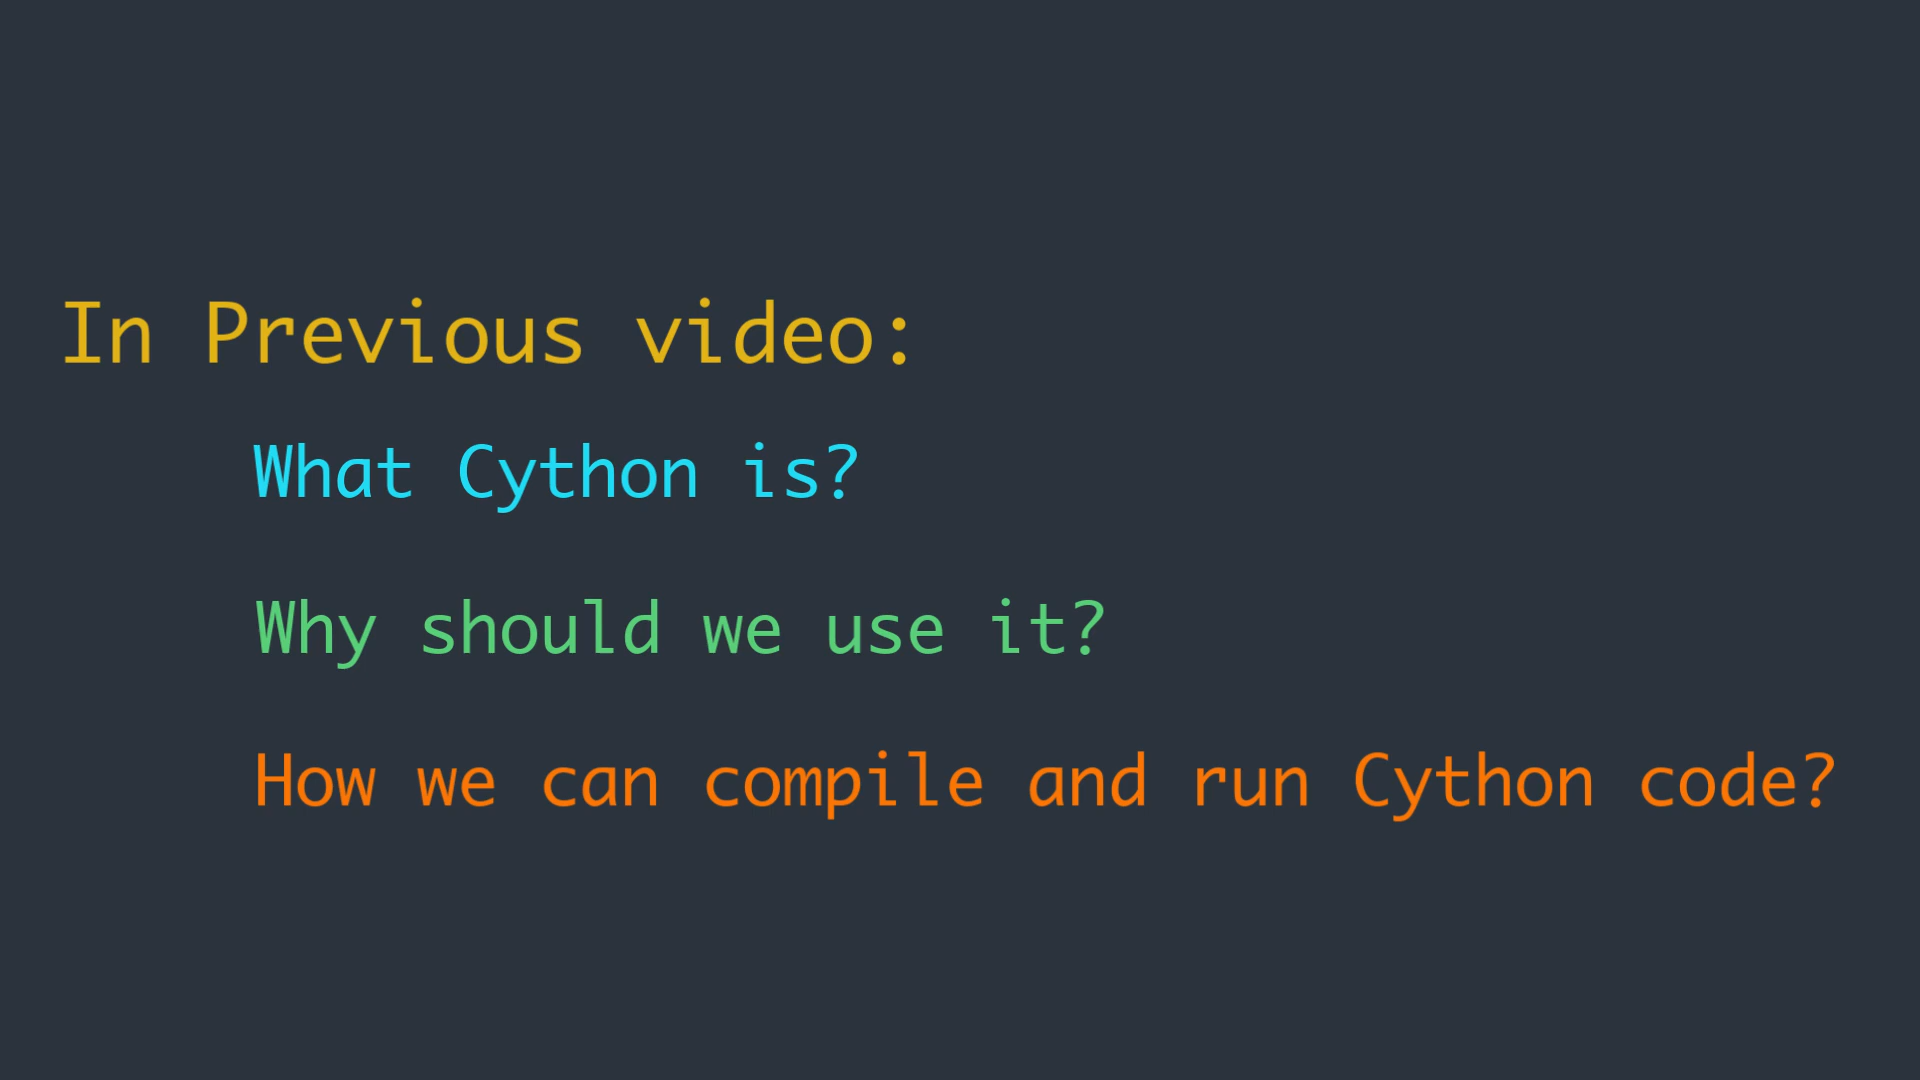 In Previous video:
What Cython is?
Why should we use it?
How we can compile and run Cython code?